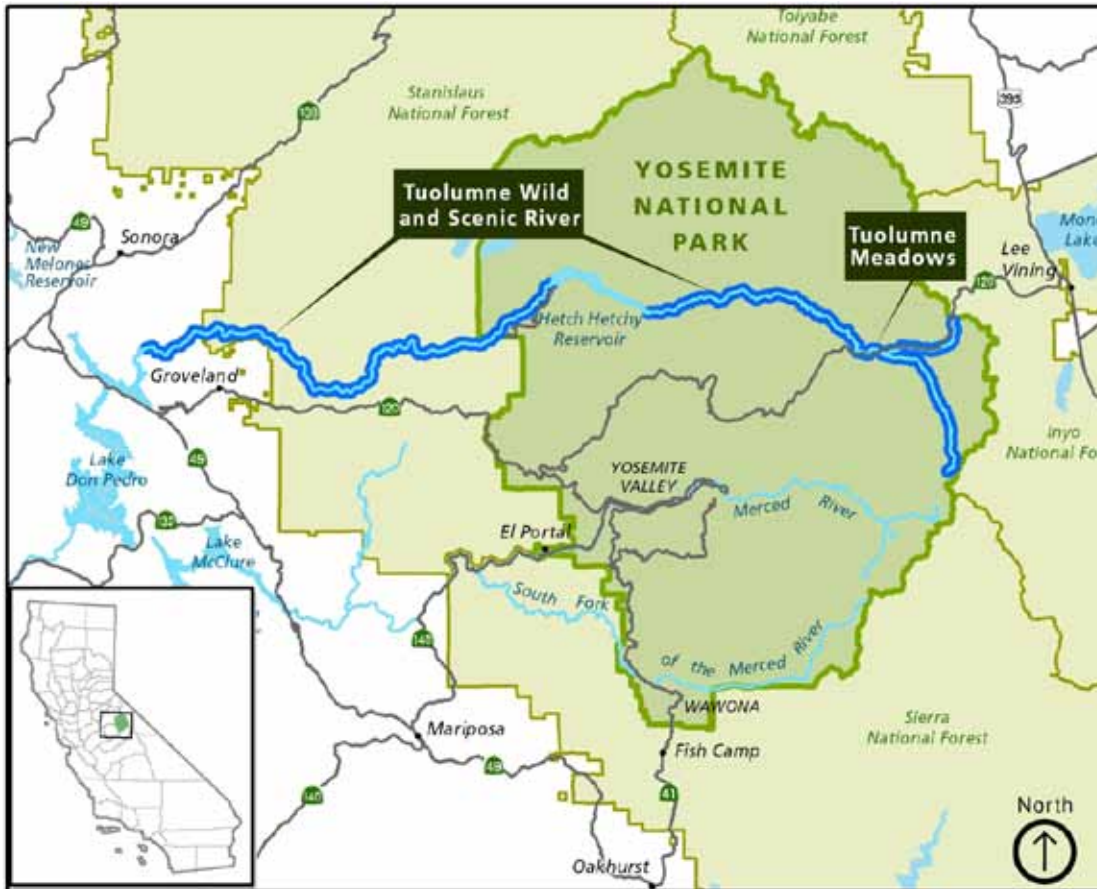 Toiyabe
National Forest
Stanislaus
National Forest
395
108
YOSEMITE
NATIONAL
PARK
Tuolumne Wild
and Scenic River
Tuolumne
Meadows
49
Sonora
New
Melones
Reservoir
Mono
Lake
Lee
Vining
120
Hetch Hetchy
Reservoir
Groveland
120
Inyo
National Fo
Lake
Don Pedro
49
YOSEMITE
VALLEY
Merced River
El Portal
Lake
McClure
South Fork
of the Merced River
140
WAWONA
Mariposa
Sierra
National Forest
Fish Camp
49
140
41
North
Oakhurst